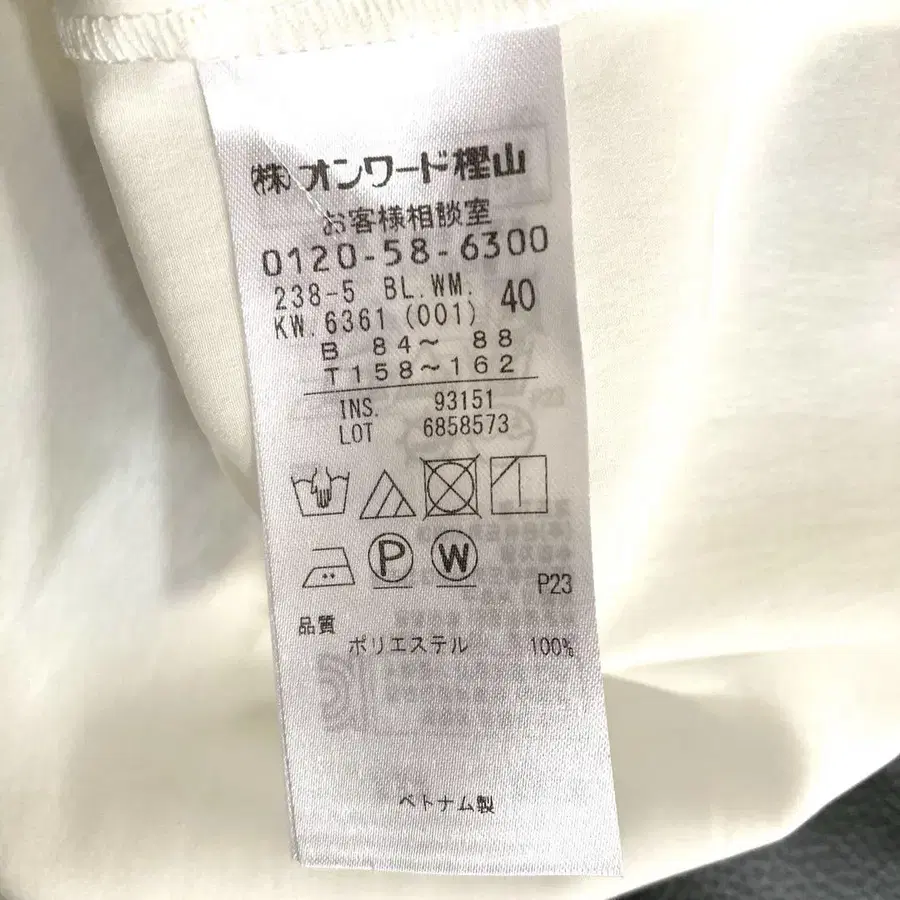 (株)オンワード樫山
お客様相談室
0120-58-6300
238-5 BL.WM. 40
KW.6361 (001)
B 84～ 88
T158～162
INS. 93151
LOT 6858573
P W
P23
品質
ポリエステル 100%
ベトナム製